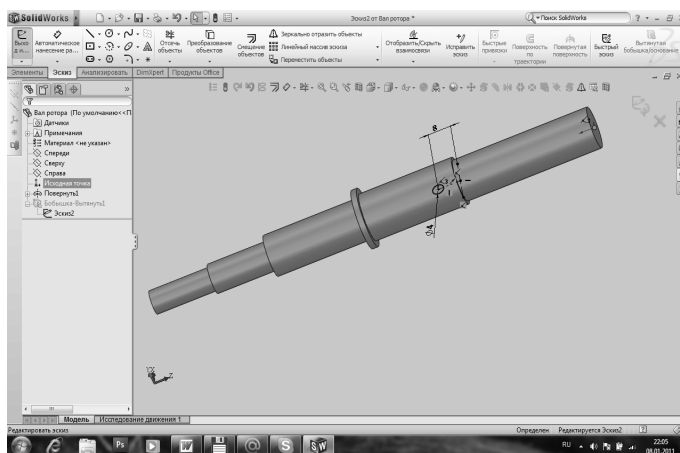 SolidWorks
Эскиз2 от Вал ротора *
Поиск SolidWorks
Выхо д и...
Автоматическое нанесение ра...
Отсечь объекты
Преобразование объектов
Смещение объектов
Зеркально отразить объекты
Линейный массив эскиза
Переместить объекты
Отобразить/Скрыть взаимосвязи
Исправить эскиз
Быстрые привязки
Поверхность по траектории
Повернутая поверхность
Быстрый эскиз
Вытянутая бобышка/основание
Элементы Эскиз Анализировать DimXpert Продукты Office
Вал ротора (По умолчанию<<П
Датчики
Примечания
Материал <не указан>
Спереди
Сверху
Справа
Исходная точка
Повернуть1
Бобышка-Вытянуть1
Эскиз2
8
Ø4
Z
Модель Исследование движения 1
Редактировать эскиз
Определен Редактируется Эскиз2
Ps
W
S
SW
RU
22:05
08.01.2011